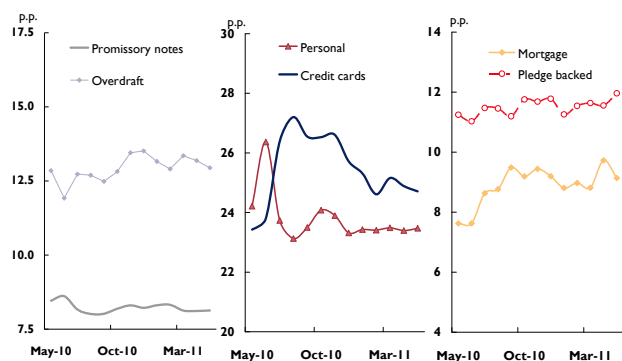 p.p.
17.5
Promissory notes
Overdraft
15.0
12.5
10.0
7.5
May-10
Oct-10
Mar-11
p.p.
30
Personal
Credit cards
28
26
24
22
20
May-10
Oct-10
Mar-11
p.p.
14
Mortgage
Pledge backed
12
10
8
6
4
May-10
Oct-10
Mar-11